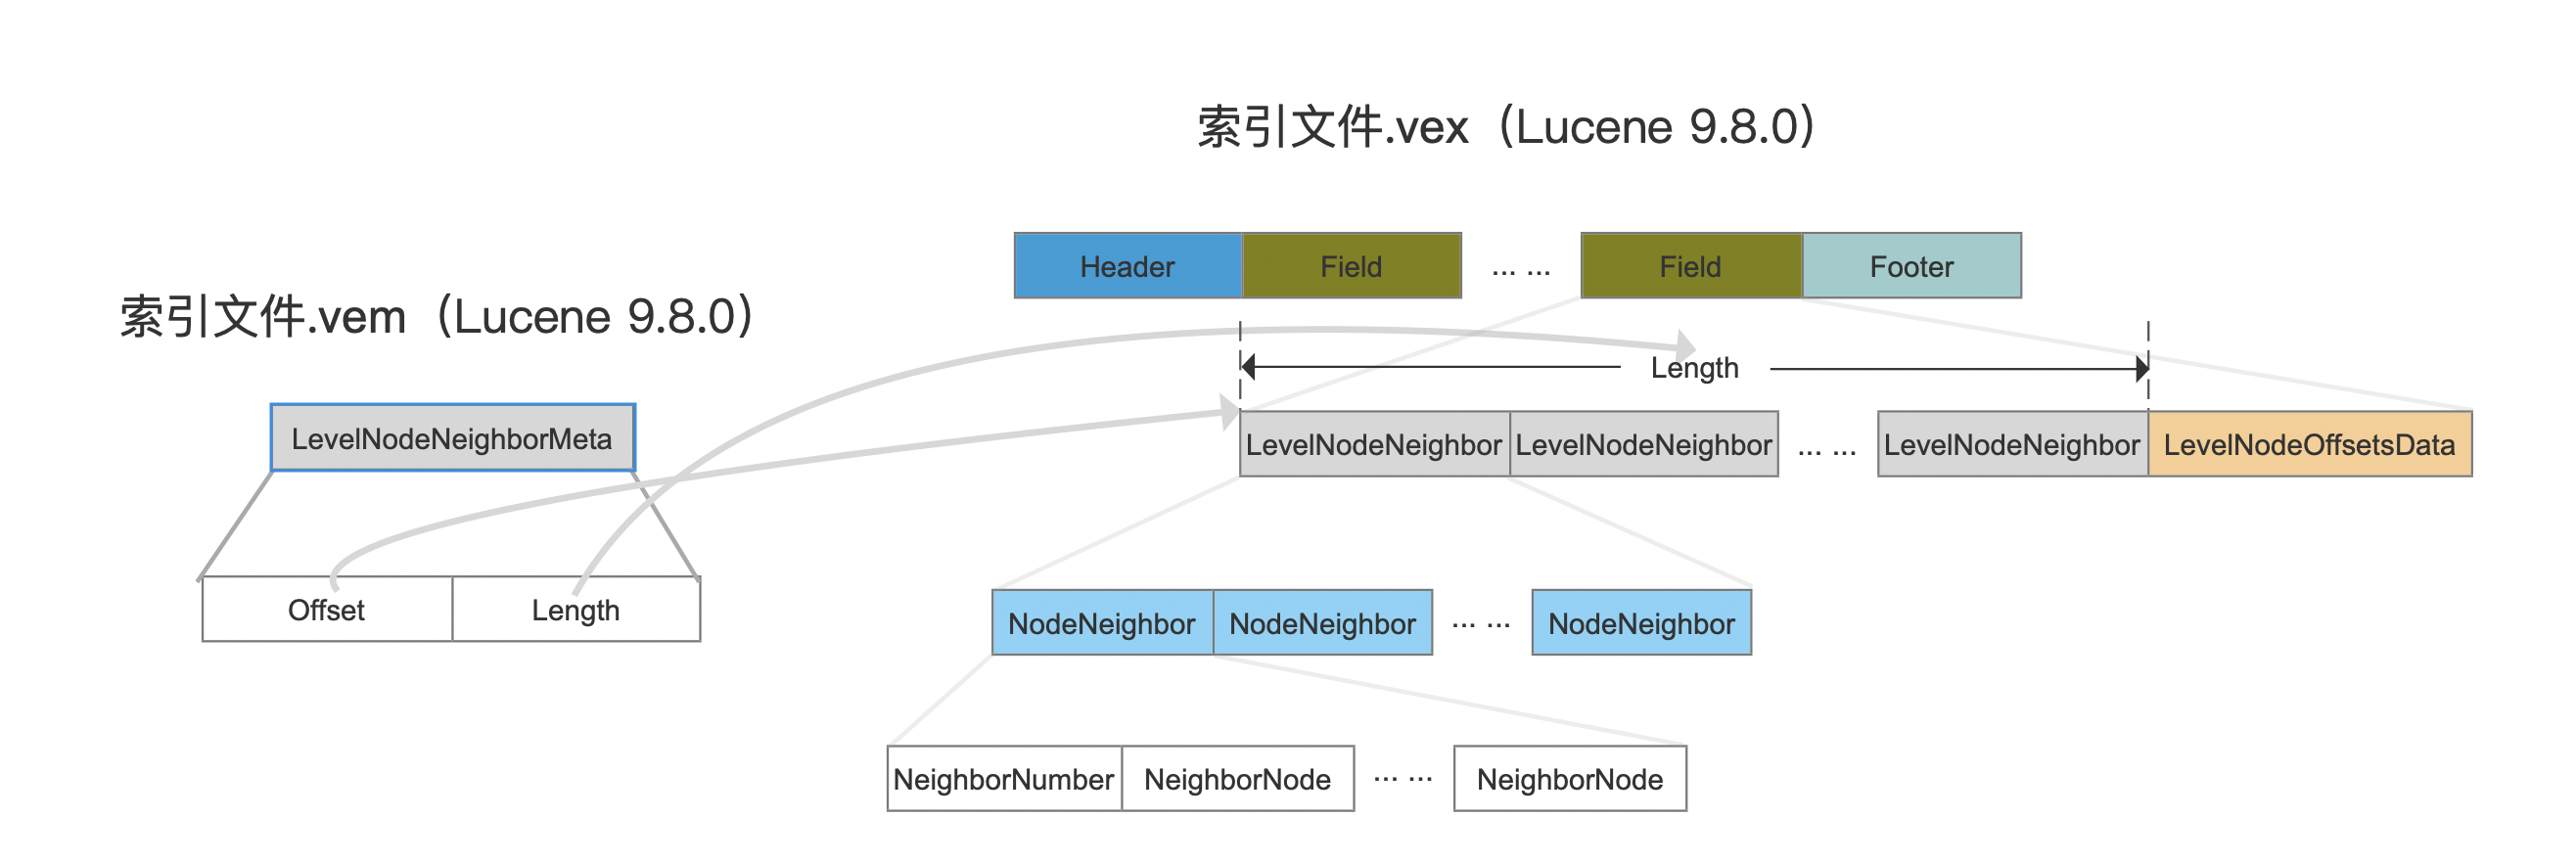 索引文件.vex（Lucene 9.8.0）
Header Field ... ... Field Footer
索引文件.vem（Lucene 9.8.0）
Length
LevelNodeNeighborMeta
LevelNodeNeighbor LevelNodeNeighbor ... ... LevelNodeNeighbor LevelNodeOffsetsData
Offset Length
NodeNeighbor NodeNeighbor ... ... NodeNeighbor
NeighborNumber NeighborNode ... ... NeighborNode